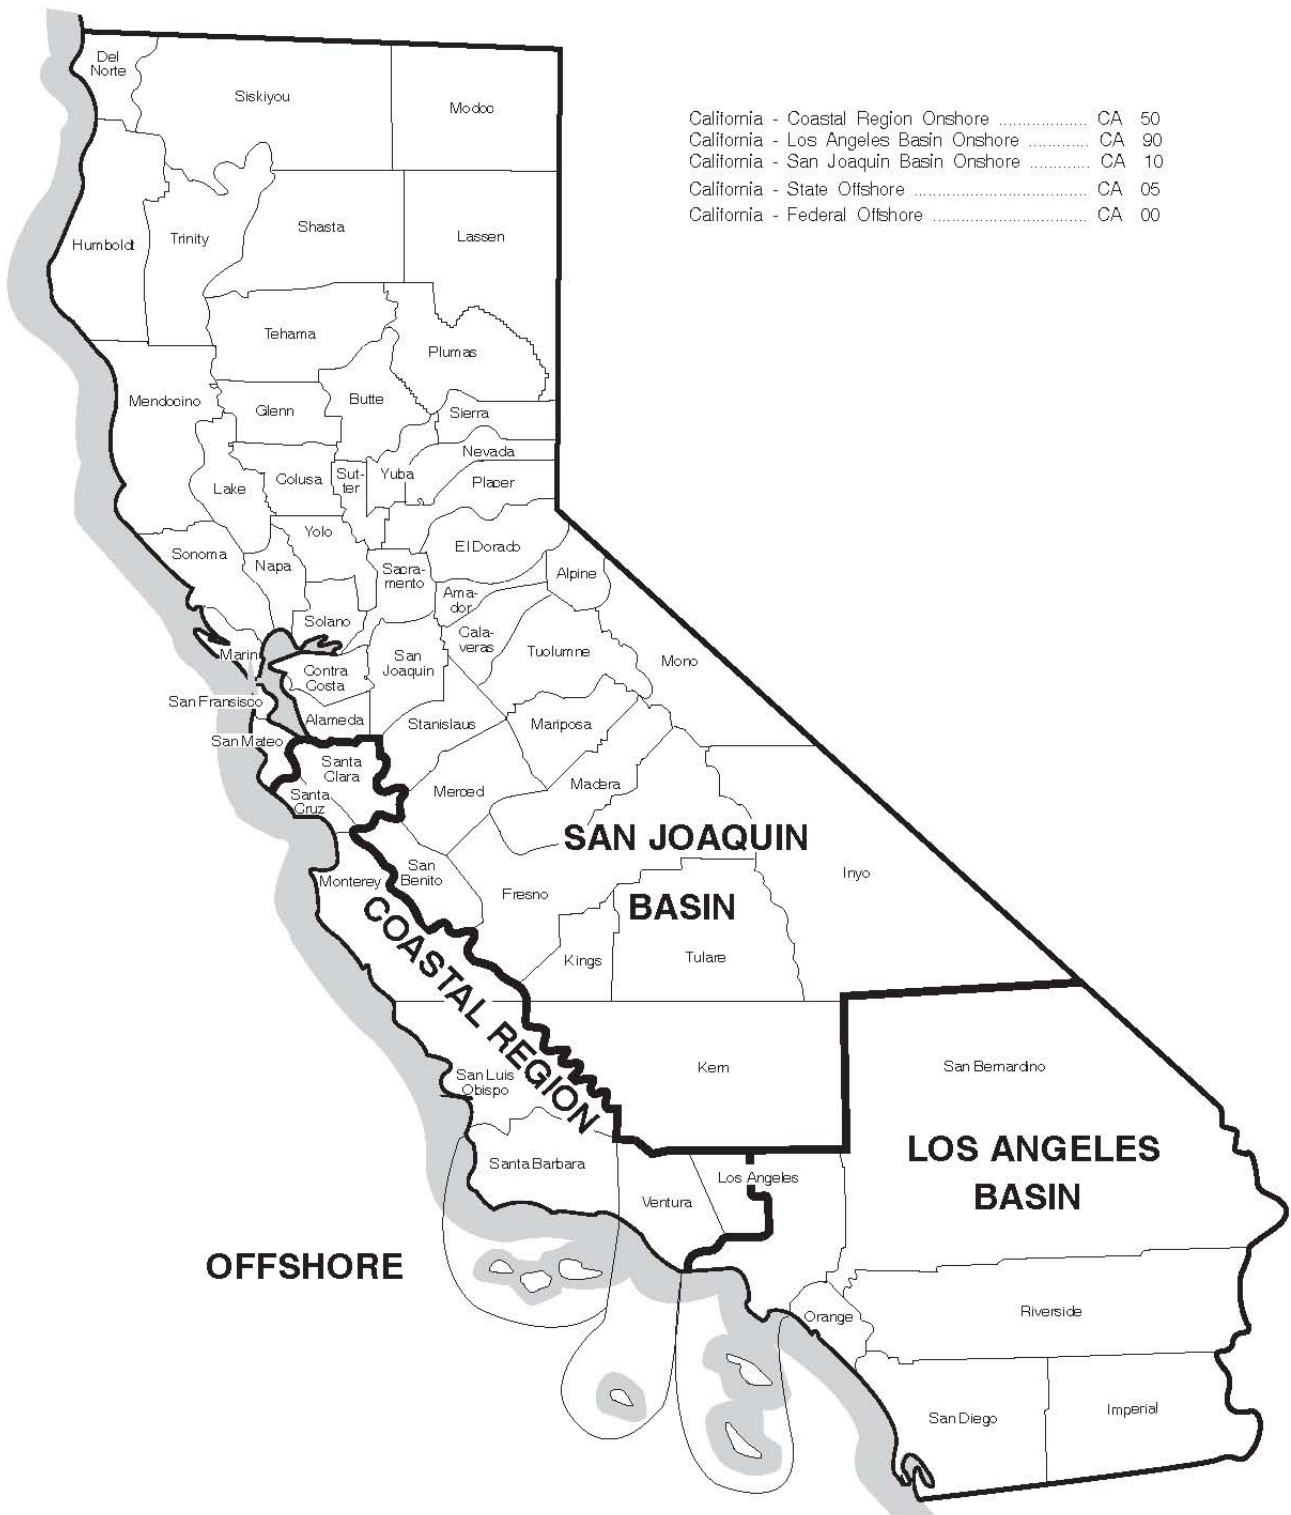 Del
Norte
Siskiyou
Modoc
California - Coastal Region Onshore ................... CA 50
California - Los Angeles Basin Onshore ............. CA 90
California - San Joaquin Basin Onshore ............. CA 10
California - State Offshore ..................................... CA 05
California - Federal Offshore ................................. CA 00
Humboldt
Trinity
Shasta
Lassen
Tehama
Plumas
Mendocino
Glenn
Butte
Sierra
Nevada
Lake
Colusa
Sut-
ter
Yuba
Placer
Yolo
El Dorado
Sonoma
Napa
Sacra-
mento
Alpine
Ama-
dor
Solano
Cala-
veras
Tuolumne
Mono
Marin
Contra
Costa
San
Joaquin
San Fransisco
Alameda
Stanislaus
Mariposa
San Mateo
Santa
Clara
Santa
Cruz
Merced
Madera
SAN JOAQUIN
BASIN
Monterey
San
Benito
Fresno
Inyo
Kings
Tulare
COASTAL REGION
San Luis
Obispo
Kern
San Bernardino
LOS ANGELES
BASIN
Santa Barbara
Ventura
Los Angeles
OFFSHORE
Orange
Riverside
San Diego
Imperial